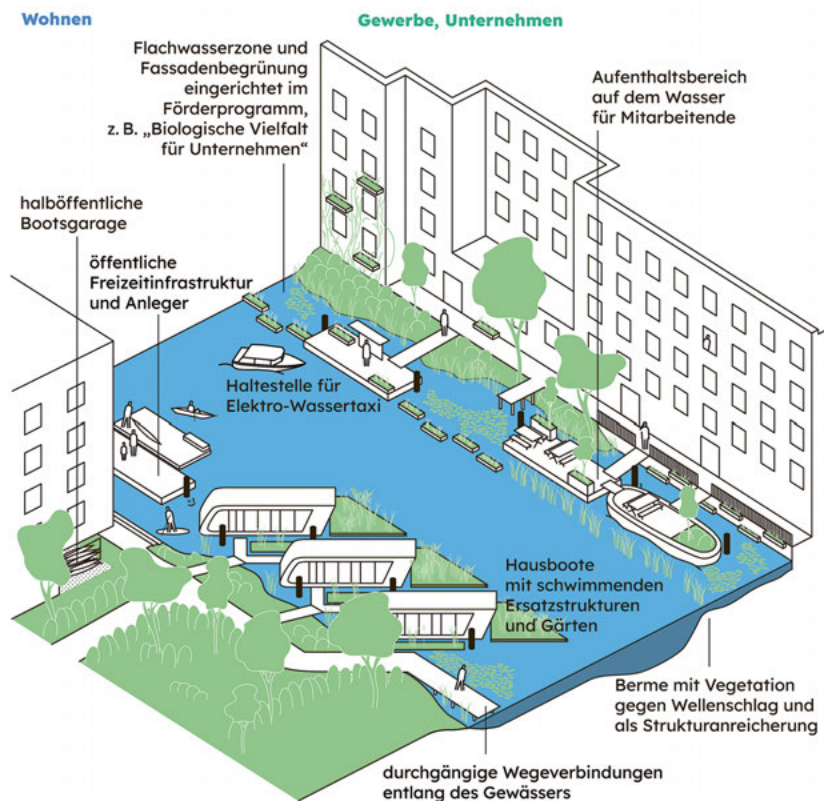 Wohnen
Gewerbe, Unternehmen
Flachwasserzone und
Fassadenbegrünung
eingerichtet im
Förderprogramm,
z. B. „Biologische Vielfalt
für Unternehmen“
Aufenthaltsbereich
auf dem Wasser
für Mitarbeitende
halböffentliche
Bootsgarage
öffentliche
Freizeitinfrastruktur
und Anleger
Haltestelle für
Elektro-Wassertaxi
Hausboote
mit schwimmenden
Ersatzstrukturen
und Gärten
Berme mit Vegetation
gegen Wellenschlag und
als Strukturanreicherung
durchgängige Wegeverbindungen
entlang des Gewässers